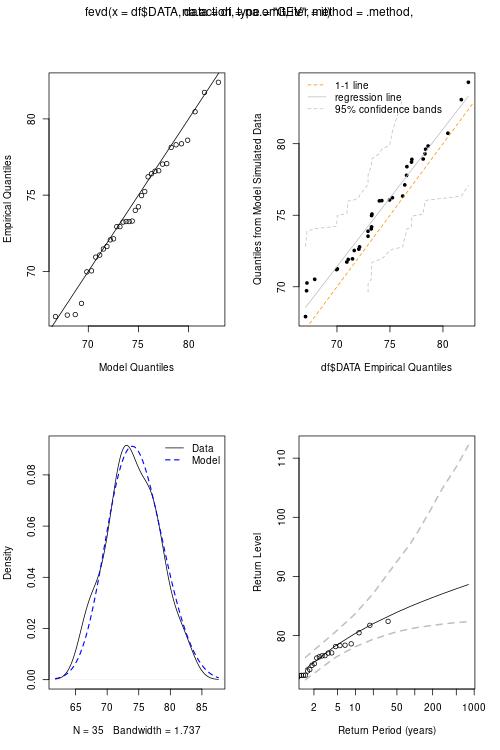 fevd(x = df$DATA, method = .method,
Empirical Quantiles
70 75 80
70 75 80
Model Quantiles
Quantiles from Model Simulated Data
70 75 80
1-1 line
regression line
95% confidence bands
70 75 80
df$DATA Empirical Quantiles
Density
0.00 0.02 0.04 0.06 0.08
Data
Model
65 70 75 80 85
N = 35 Bandwidth = 1.737
Return Level
80 90 100 110
2 5 10 50 200 1000
Return Period (years)